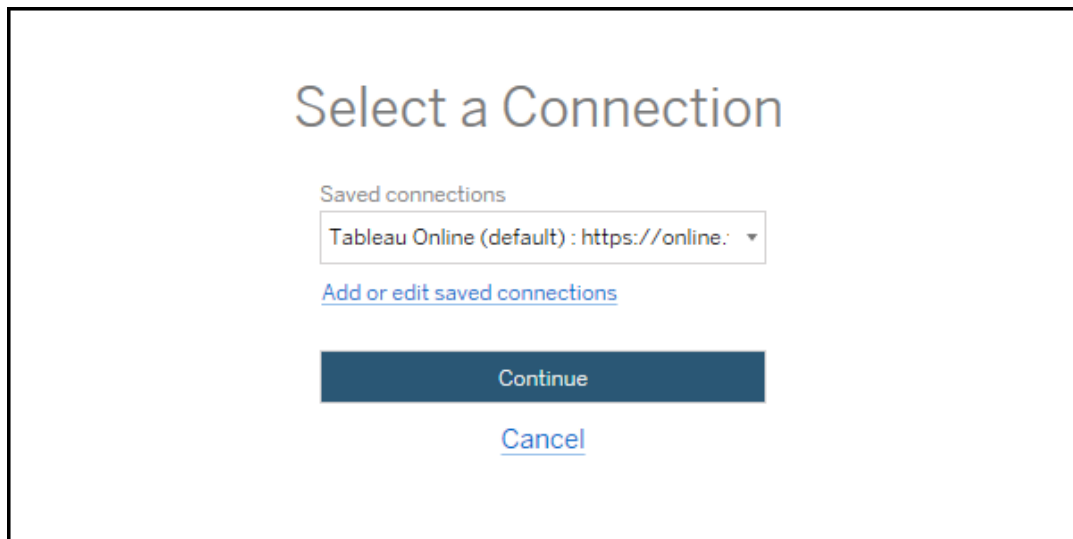 Select a Connection
Saved connections
Tableau Online (default) : https://online.
Add or edit saved connections
Continue
Cancel